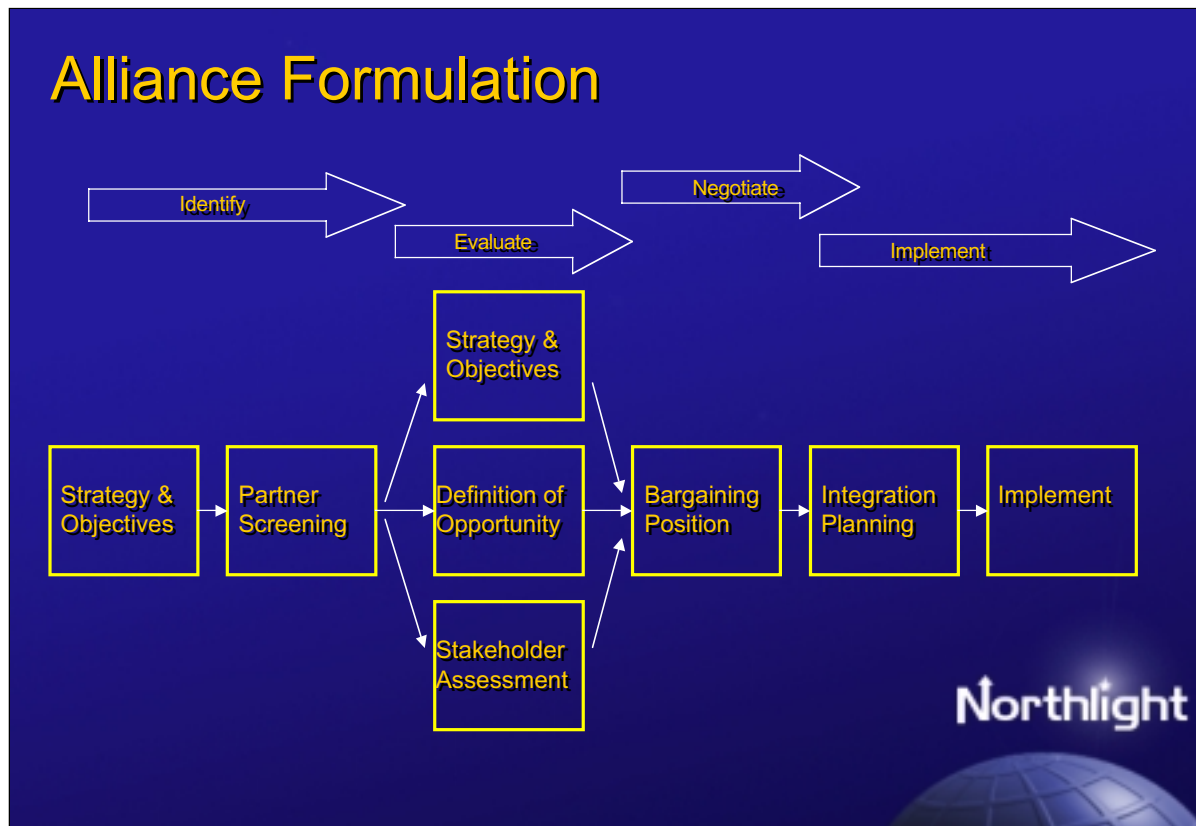 Alliance Formulation
Identify
Evaluate
Negotiate
Implement
Strategy &
Objectives
Partner
Screening
Strategy &
Objectives
Definition of
Opportunity
Stakeholder
Assessment
Bargaining
Position
Integration
Planning
Implement
Northlight